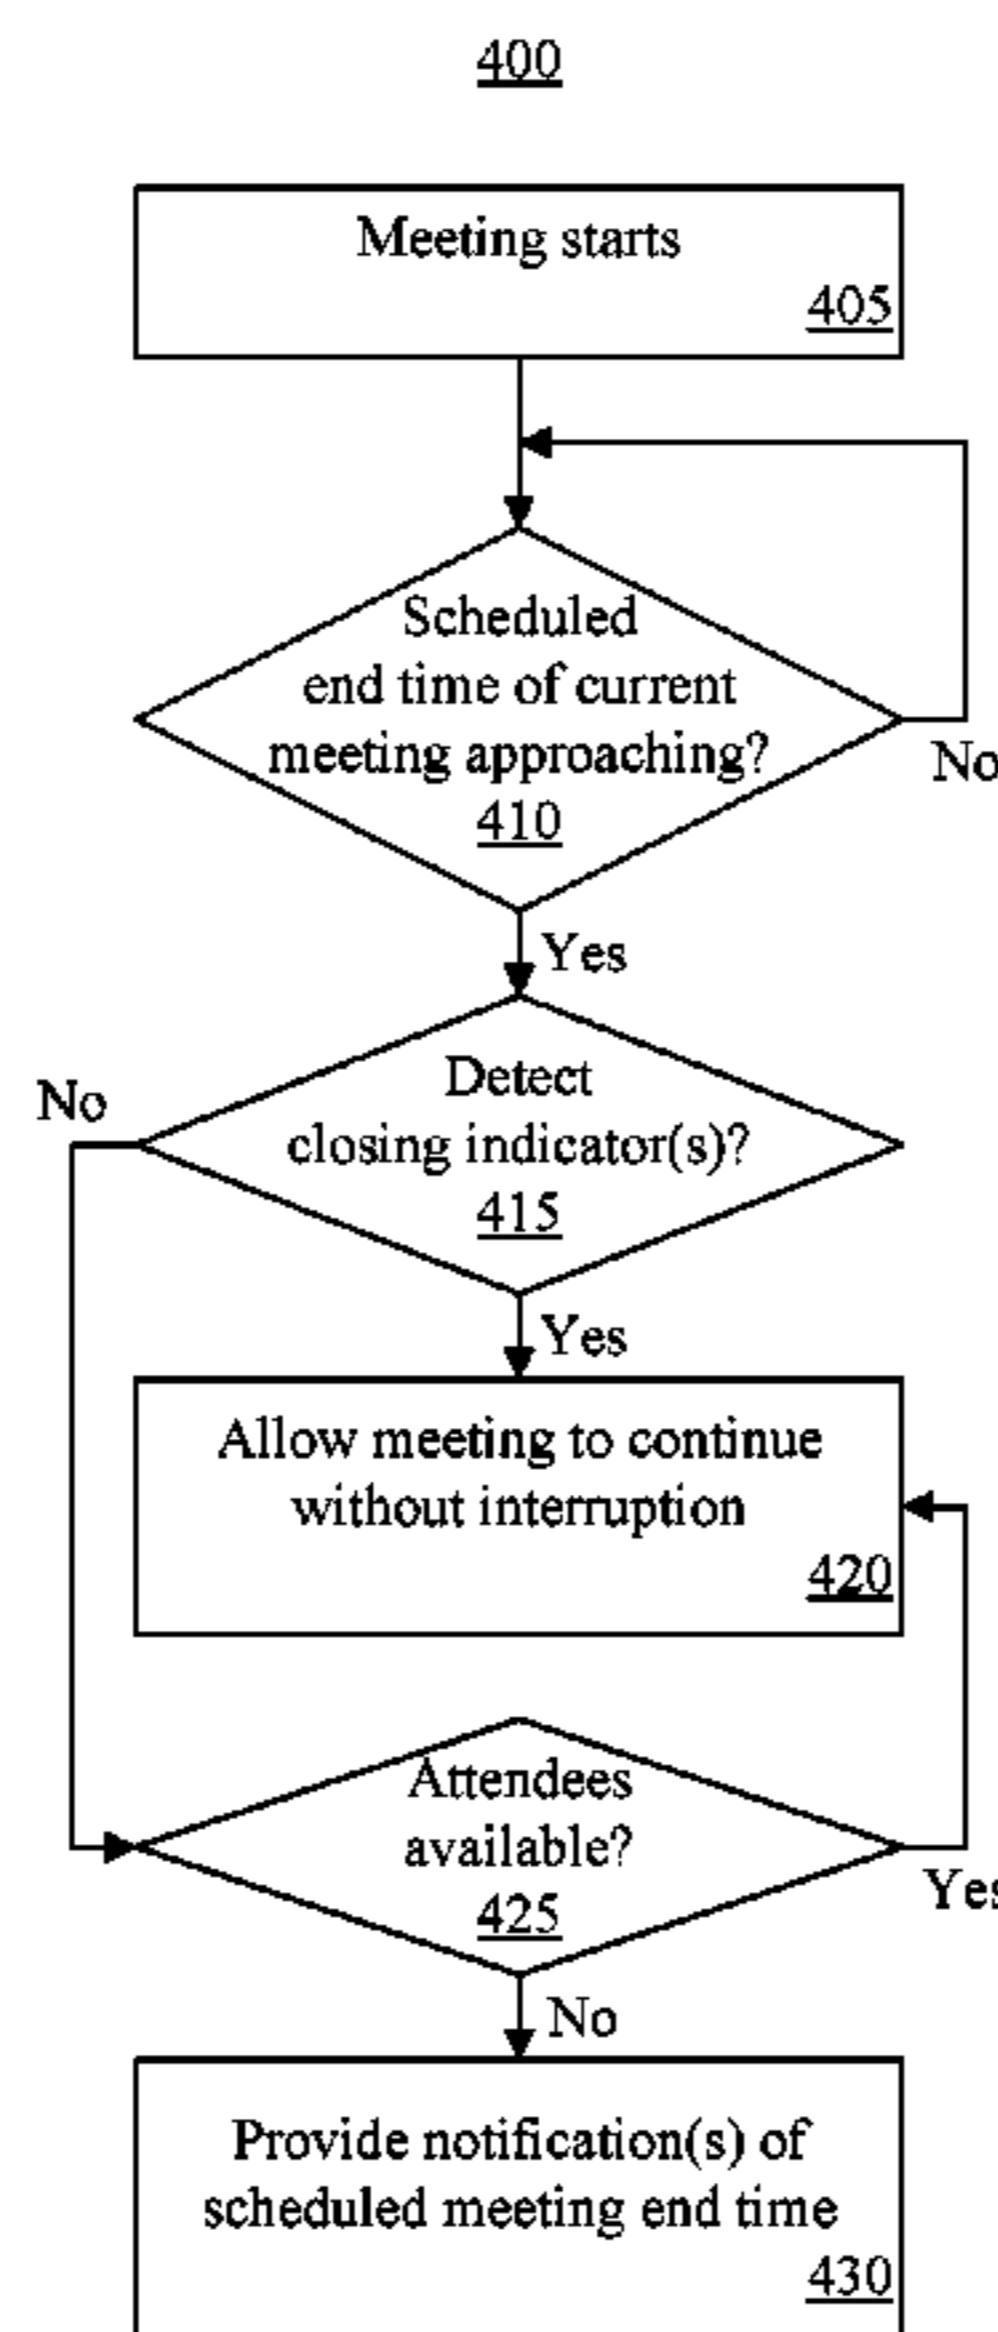 400
Meeting starts
405
Scheduled
end time of current
meeting approaching?
410
No
Yes
Detect
closing indicator(s)?
415
No
Yes
Allow meeting to continue
without interruption
420
Attendees
available?
425
Yes
No
Provide notification(s) of
scheduled meeting end time
430